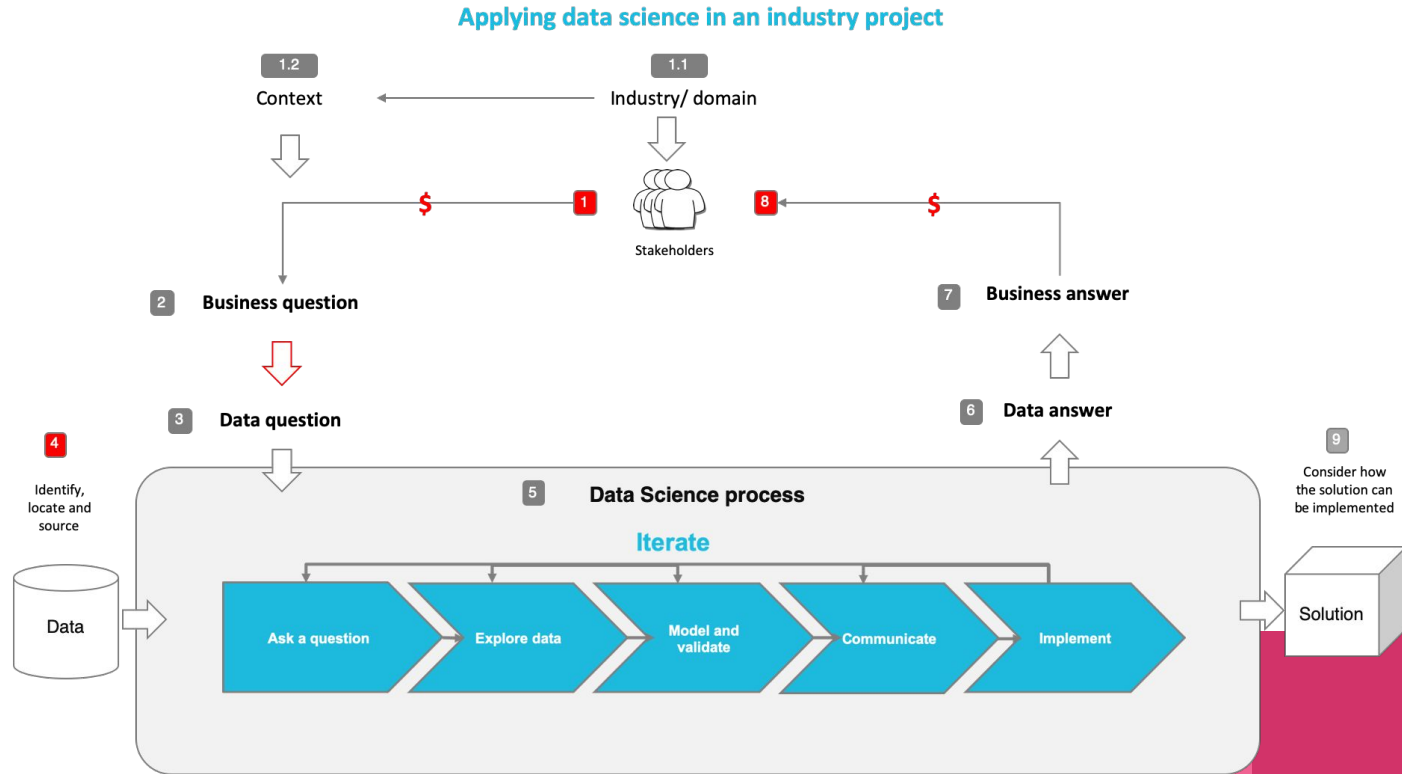 Applying data science in an industry project
1.2
1.1
Context
Industry/ domain
$
1
8
$
Stakeholders
2
Business question
7
Business answer
3
Data question
6
Data answer
4
Identify,
locate and
source
9
Consider how
the solution can
be implemented
5
Data Science process
Iterate
Data
Ask a question
Explore data
Model and
validate
Communicate
Implement
Solution